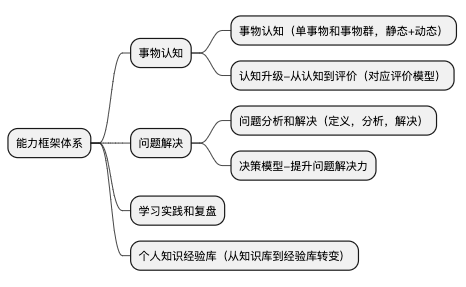 事物认知（单事物和事物群，静态+动态）
事物认知
认知升级–从认知到评价（对应评价模型）
问题分析和解决（定义，分析，解决）
能力框架体系
问题解决
决策模型–提升问题解决力
学习实践和复盘
个人知识经验库（从知识库到经验库转变）